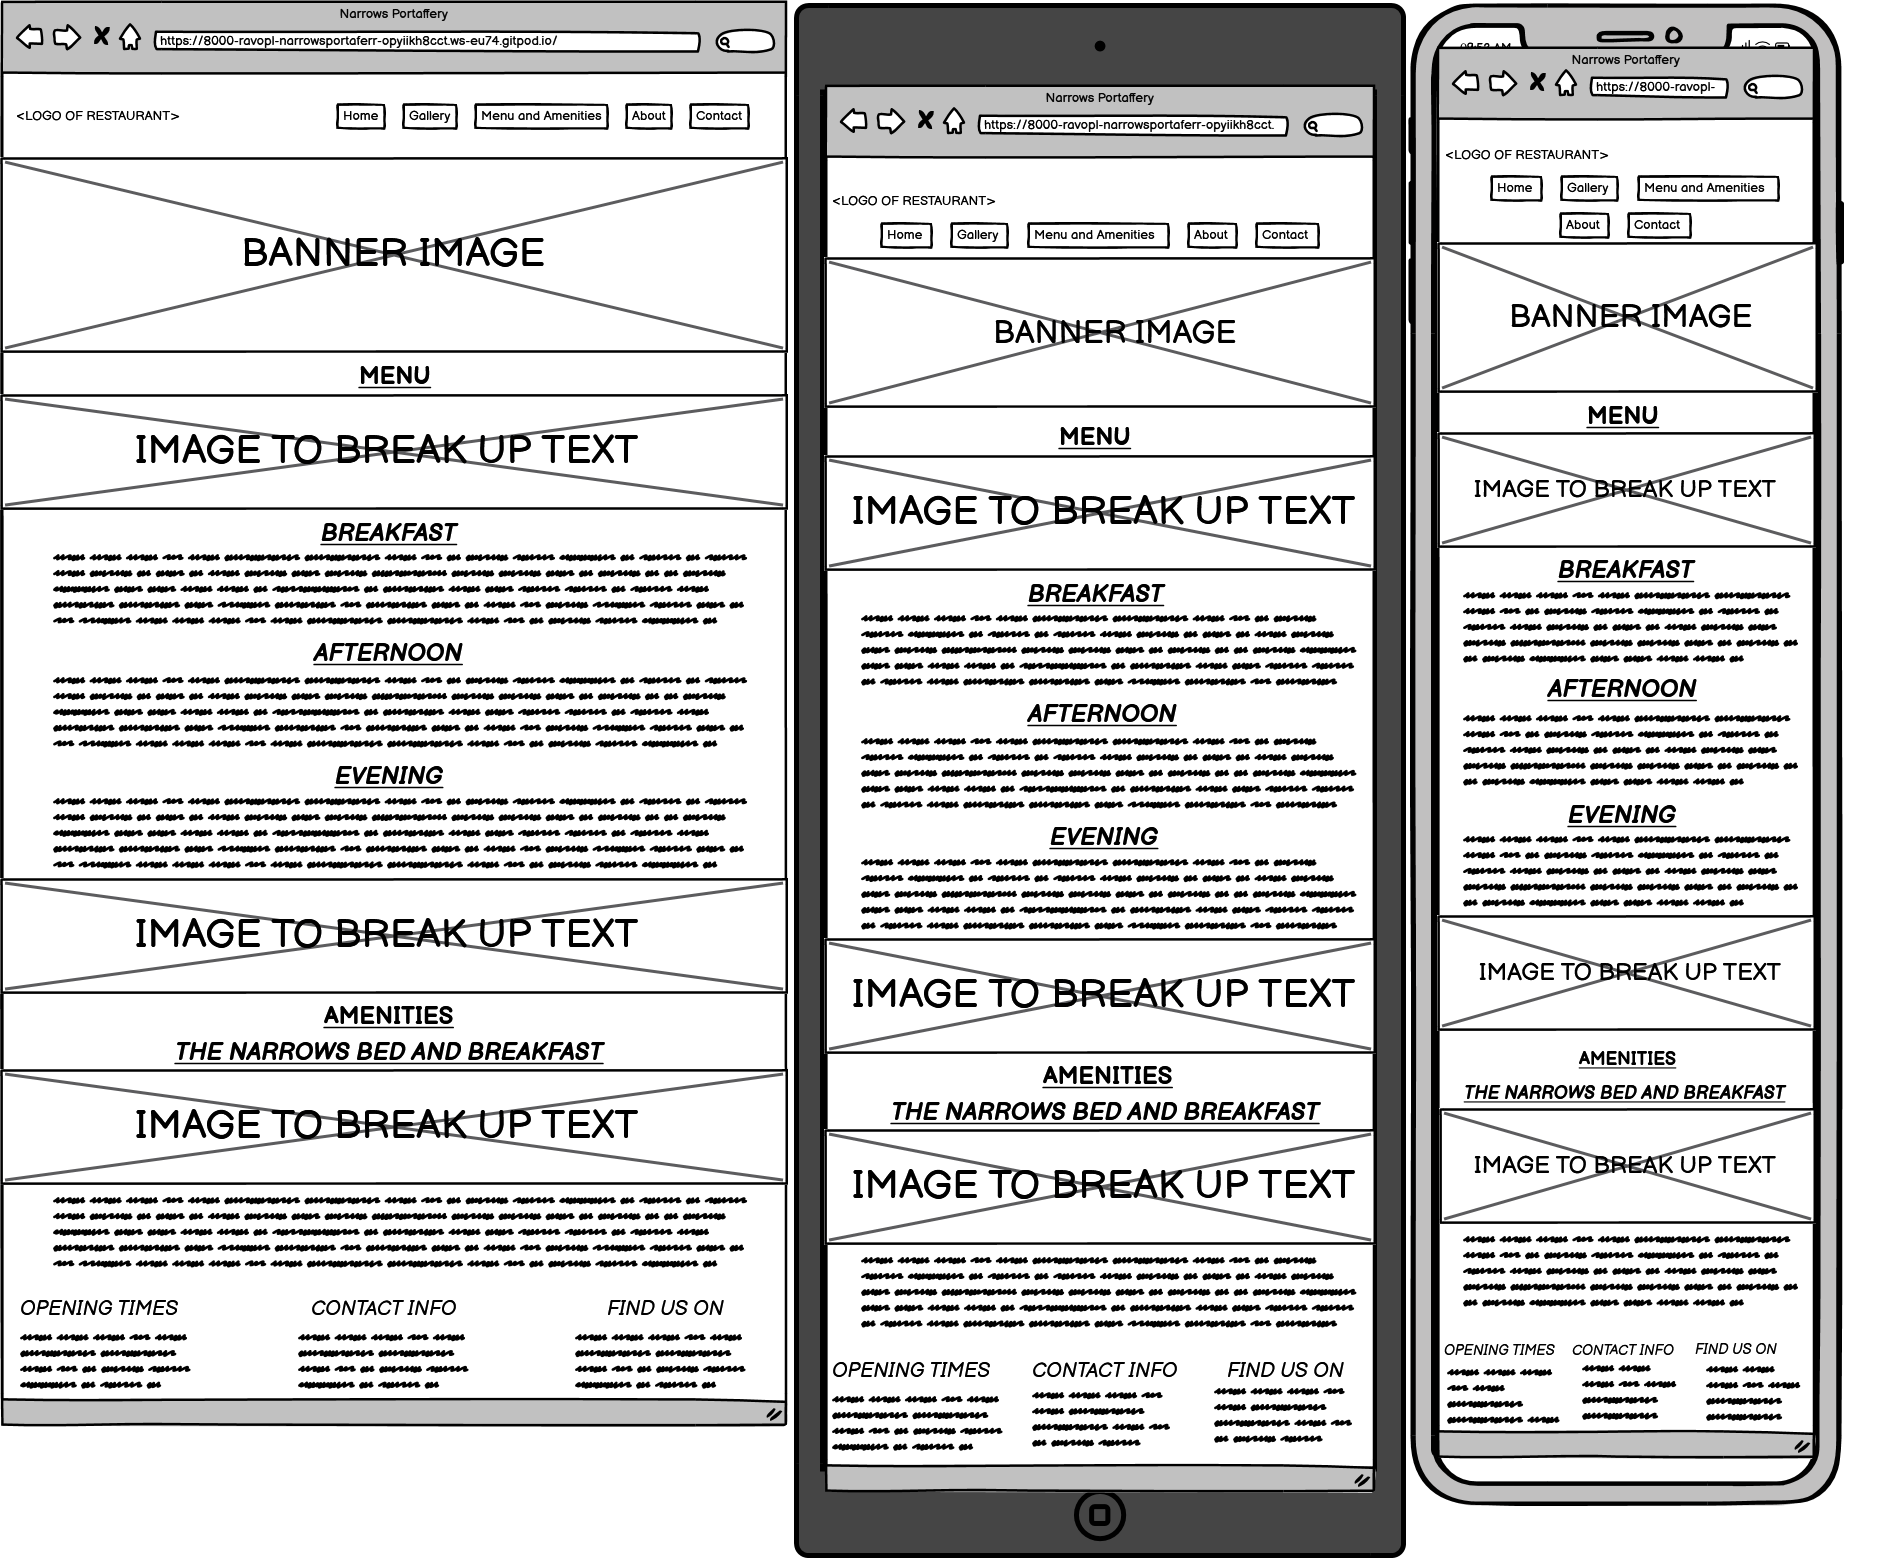 Narrows Portaffery
https://8000-ravopl-narrowsportaferr-opyiikh8cct.ws-eu74.gitpod.io/
<LOGO OF RESTAURANT>
Home Gallery Menu and Amenities About Contact
BANNER IMAGE
MENU
IMAGE TO BREAK UP TEXT
BREAKFAST
AFTERNOON
EVENING
IMAGE TO BREAK UP TEXT
AMENITIES
THE NARROWS BED AND BREAKFAST
IMAGE TO BREAK UP TEXT
OPENING TIMES CONTACT INFO FIND US ON
Narrows Portaffery
https://8000-ravopl-narrowsportaferr-opyiikh8cct.
<LOGO OF RESTAURANT>
Home Gallery Menu and Amenities About Contact
BANNER IMAGE
MENU
IMAGE TO BREAK UP TEXT
BREAKFAST
AFTERNOON
EVENING
IMAGE TO BREAK UP TEXT
AMENITIES
THE NARROWS BED AND BREAKFAST
IMAGE TO BREAK UP TEXT
OPENING TIMES CONTACT INFO FIND US ON
Narrows Portaffery
https://8000-ravopl-
<LOGO OF RESTAURANT>
Home Gallery Menu and Amenities
About Contact
BANNER IMAGE
MENU
IMAGE TO BREAK UP TEXT
BREAKFAST
AFTERNOON
EVENING
IMAGE TO BREAK UP TEXT
AMENITIES
THE NARROWS BED AND BREAKFAST
IMAGE TO BREAK UP TEXT
OPENING TIMES CONTACT INFO FIND US ON